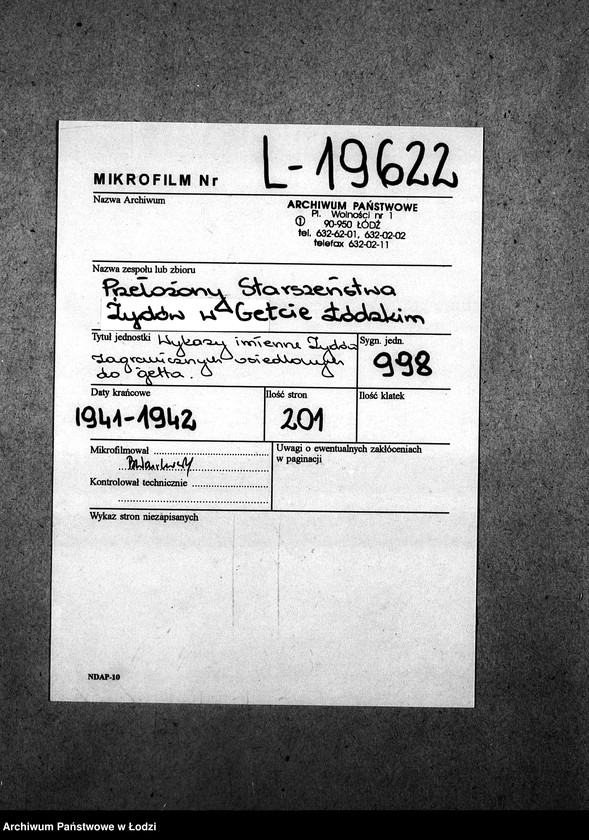 MIKROFILM Nr L-19622
Nazwa Archiwum
ARCHIWUM PAŃSTWOWE
Pl. Wolności nr 1
① 90-950 ŁÓDŹ
tel. 632-62-01, 632-02-02
telefax 632-02-11
Nazwa zespołu lub zbioru
Przełożony Starszeństwa
Żydów w Getcie Łódzkim
Tytuł jednostki Wykazy imienne Żydów
zagranicznych wsiedlonych
do getta.
Sygn. jedn.
998
Daty krańcowe
1941-1942
Ilość stron
201
Ilość klatek
Mikrofilmował
Kontrolował technicznie
Uwagi o ewentualnych zakłóceniach
w paginacji
Wykaz stron niezapisanych
NDAP-10
Archiwum Państwowe w Łodzi